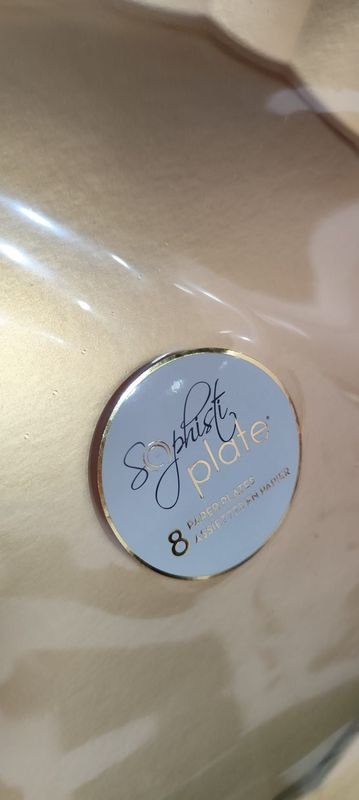 sophisti
plate
8 PAPER PLATES
ASSIETTES EN PAPIER